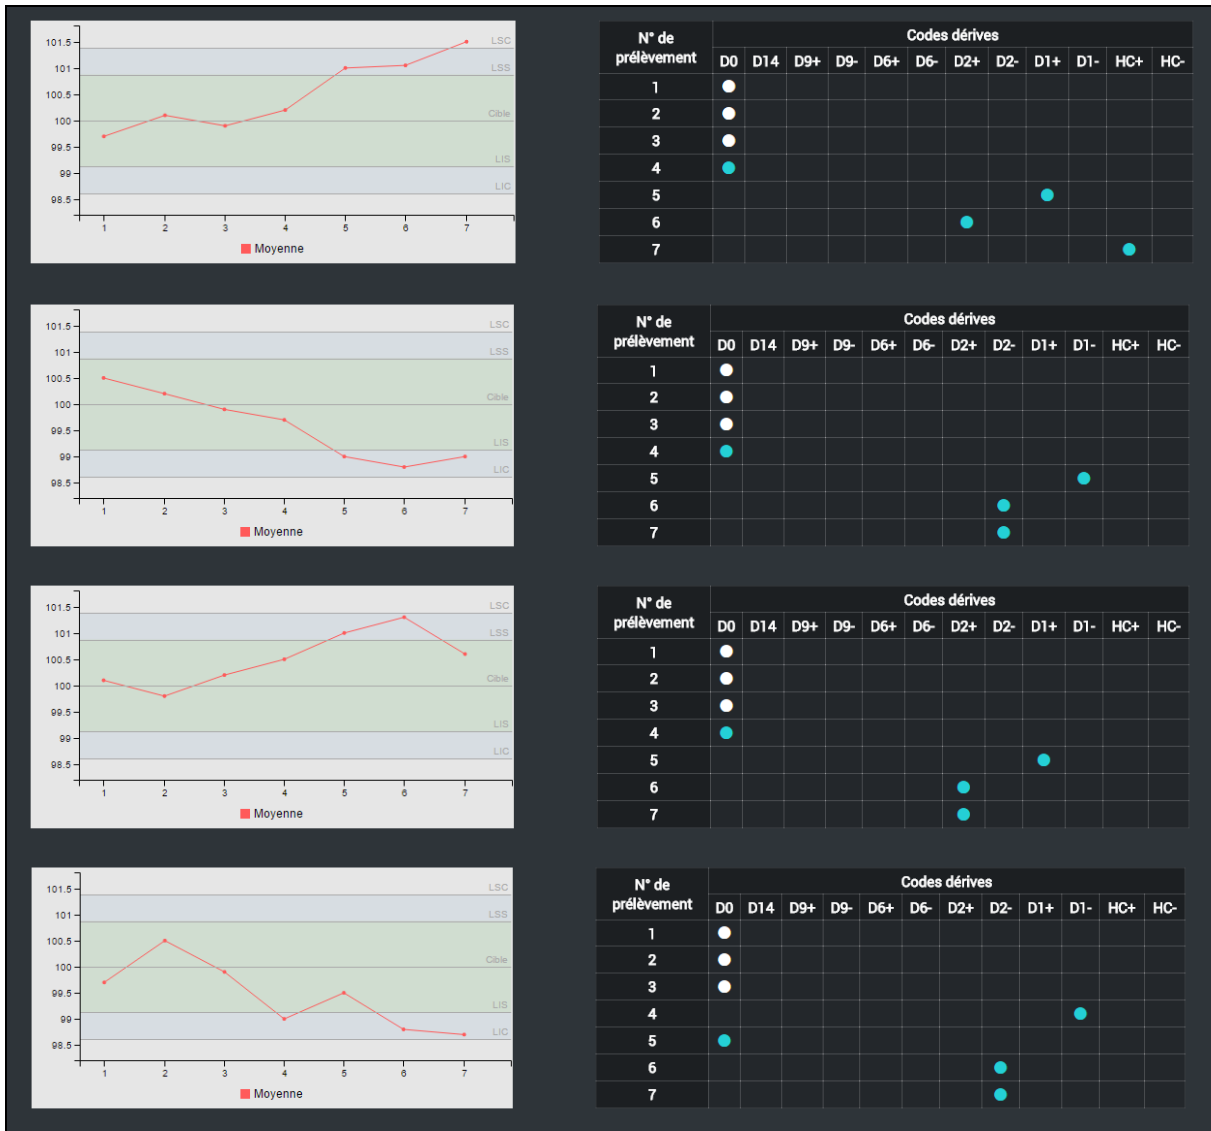 101.5
101
100.5
100
99.5
99
98.5
LSC
LSS
Cible
LIS
LIC
1 2 3 4 5 6 7
Moyenne
N° de prélèvement
Codes dérives
D0 D14 D9+ D9- D6+ D6- D2+ D2- D1+ D1- HC+ HC-
1
2
3
4
5
6
7
101.5
101
100.5
100
99.5
99
98.5
LSC
LSS
Cible
LIS
LIC
1 2 3 4 5 6 7
Moyenne
N° de prélèvement
Codes dérives
D0 D14 D9+ D9- D6+ D6- D2+ D2- D1+ D1- HC+ HC-
1
2
3
4
5
6
7
101.5
101
100.5
100
99.5
99
98.5
LSC
LSS
Cible
LIS
LIC
1 2 3 4 5 6 7
Moyenne
N° de prélèvement
Codes dérives
D0 D14 D9+ D9- D6+ D6- D2+ D2- D1+ D1- HC+ HC-
1
2
3
4
5
6
7
101.5
101
100.5
100
99.5
99
98.5
LSC
LSS
Cible
LIS
LIC
1 2 3 4 5 6 7
Moyenne
N° de prélèvement
Codes dérives
D0 D14 D9+ D9- D6+ D6- D2+ D2- D1+ D1- HC+ HC-
1
2
3
4
5
6
7